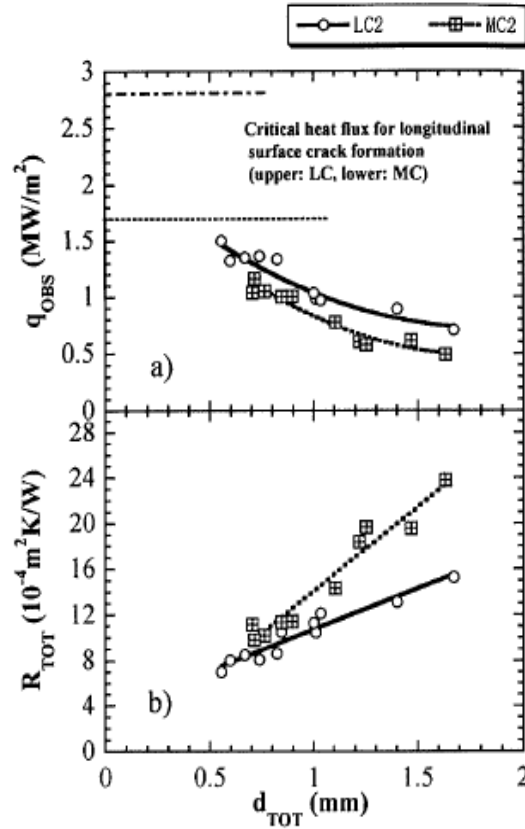 LC2 MC2
3
2.5
2
1.5
1
0.5
0
q_OBS (MW/m²)
Critical heat flux for longitudinal
surface crack formation
(upper: LC, lower: MC)
a)
24
20
16
12
8
4
0
R_TOT (10⁻⁴ m² K/W)
b)
0 0.5 1 1.5 2
d_TOT (mm)